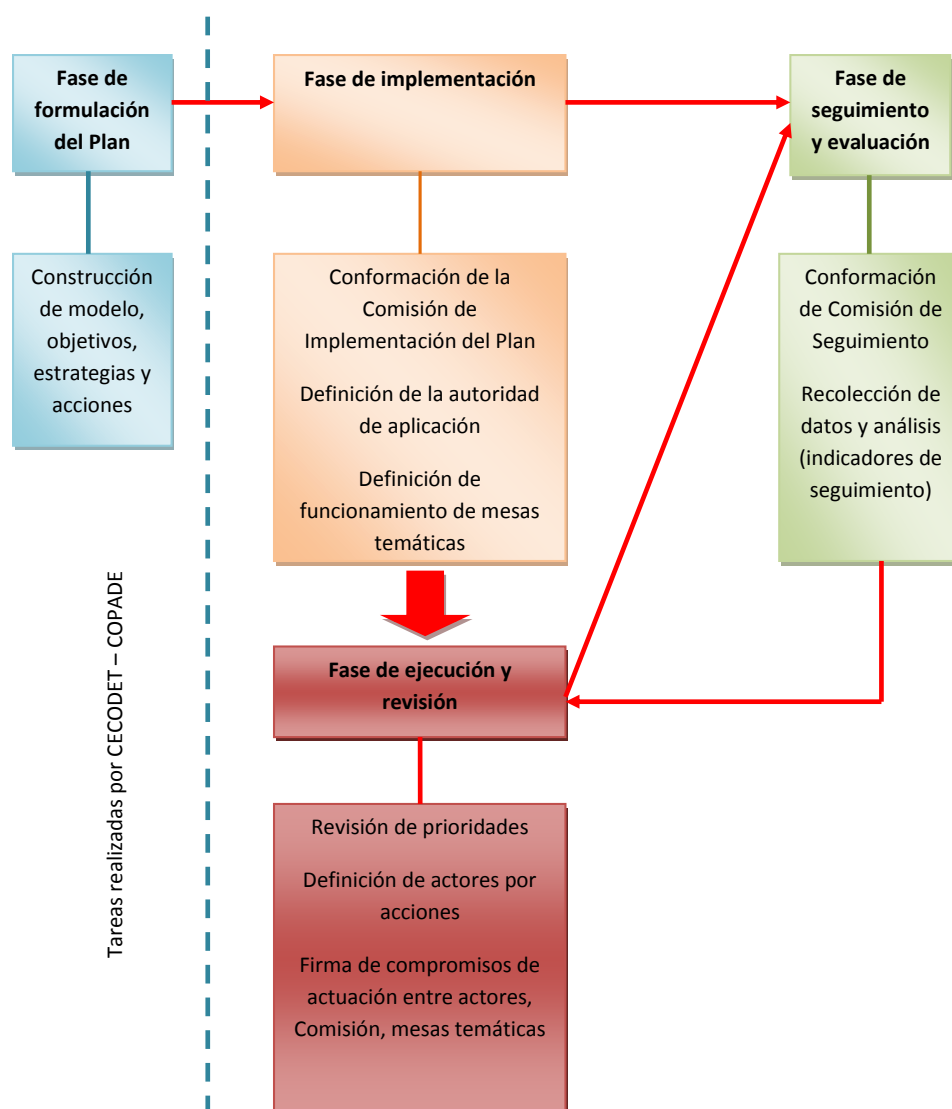 Fase de
formulación
del Plan
Construcción
de modelo,
objetivos,
estrategias y
acciones
Tareas realizadas por CECODET – COPADE
Fase de implementación
Conformación de la
Comisión de
Implementación del Plan
Definición de la autoridad
de aplicación
Definición de
funcionamiento de mesas
temáticas
Fase de ejecución y
revisión
Revisión de prioridades
Definición de actores por
acciones
Firma de compromisos de
actuación entre actores,
Comisión, mesas temáticas
Fase de
seguimiento
y evaluación
Conformación
de Comisión de
Seguimiento
Recolección de
datos y análisis
(indicadores de
seguimiento)